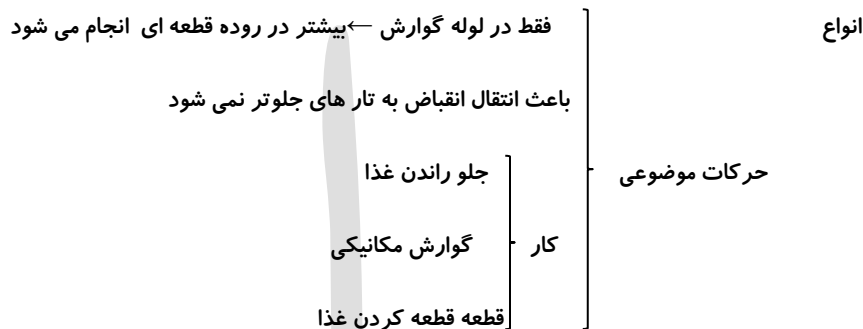 انواع فقط در لوله گوارش ←بیشتر در روده قطعه ای انجام می شود
باعث انتقال انقباض به تار های جلوتر نمی شود
حرکات موضوعی جلو راندن غذا
کار گوارش مکانیکی
قطعه قطعه کردن غذا